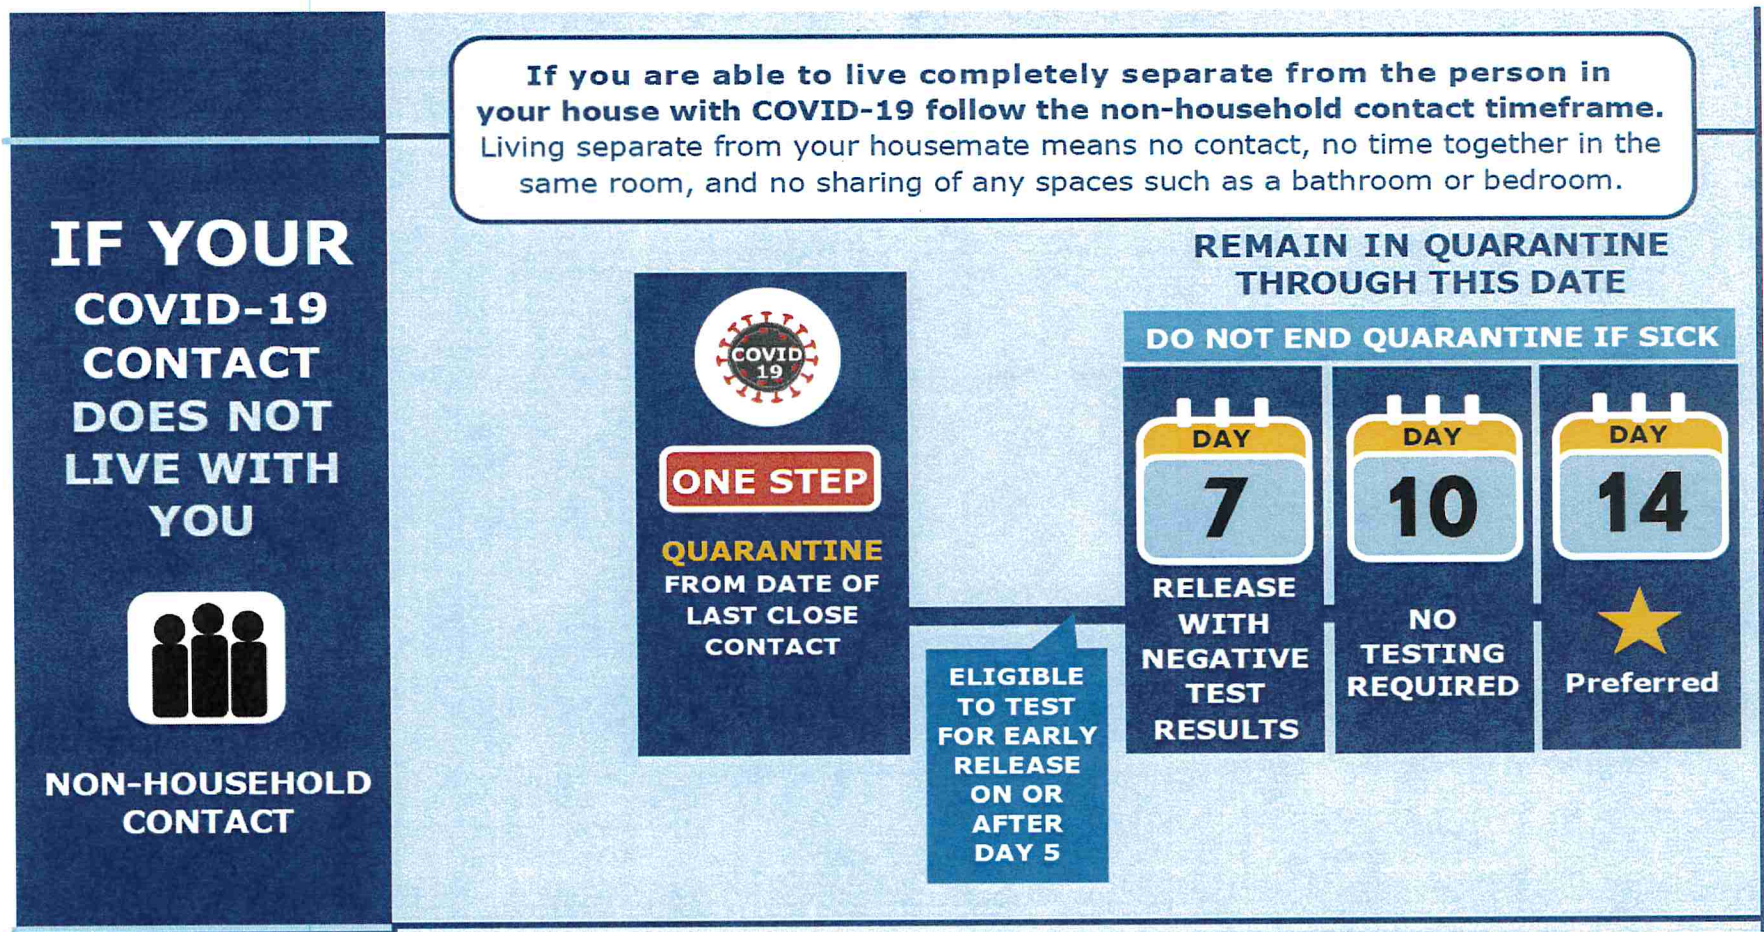 If you are able to live completely separate from the person in
your house with COVID-19 follow the non-household contact timeframe.
Living separate from your housemate means no contact, no time together in the
same room, and no sharing of any spaces such as a bathroom or bedroom.
IF YOUR
COVID-19
CONTACT
DOES NOT
LIVE WITH
YOU
NON-HOUSEHOLD
CONTACT
COVID
19
ONE STEP
QUARANTINE
FROM DATE OF
LAST CLOSE
CONTACT
ELIGIBLE
TO TEST
FOR EARLY
RELEASE
ON OR
AFTER
DAY 5
REMAIN IN QUARANTINE
THROUGH THIS DATE
DO NOT END QUARANTINE IF SICK
DAY
7
RELEASE
WITH
NEGATIVE
TEST
RESULTS
DAY
10
NO
TESTING
REQUIRED
DAY
14
Preferred